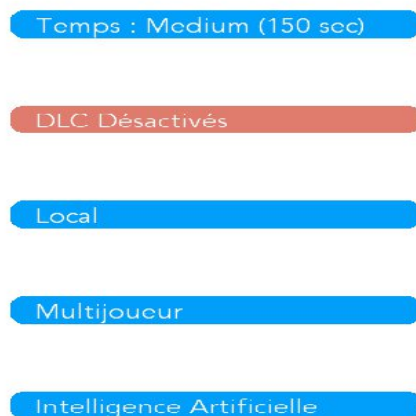 Temps : Medium (150 sec)
DLC Désactivés
Local
Multijoueur
Intelligence Artificielle